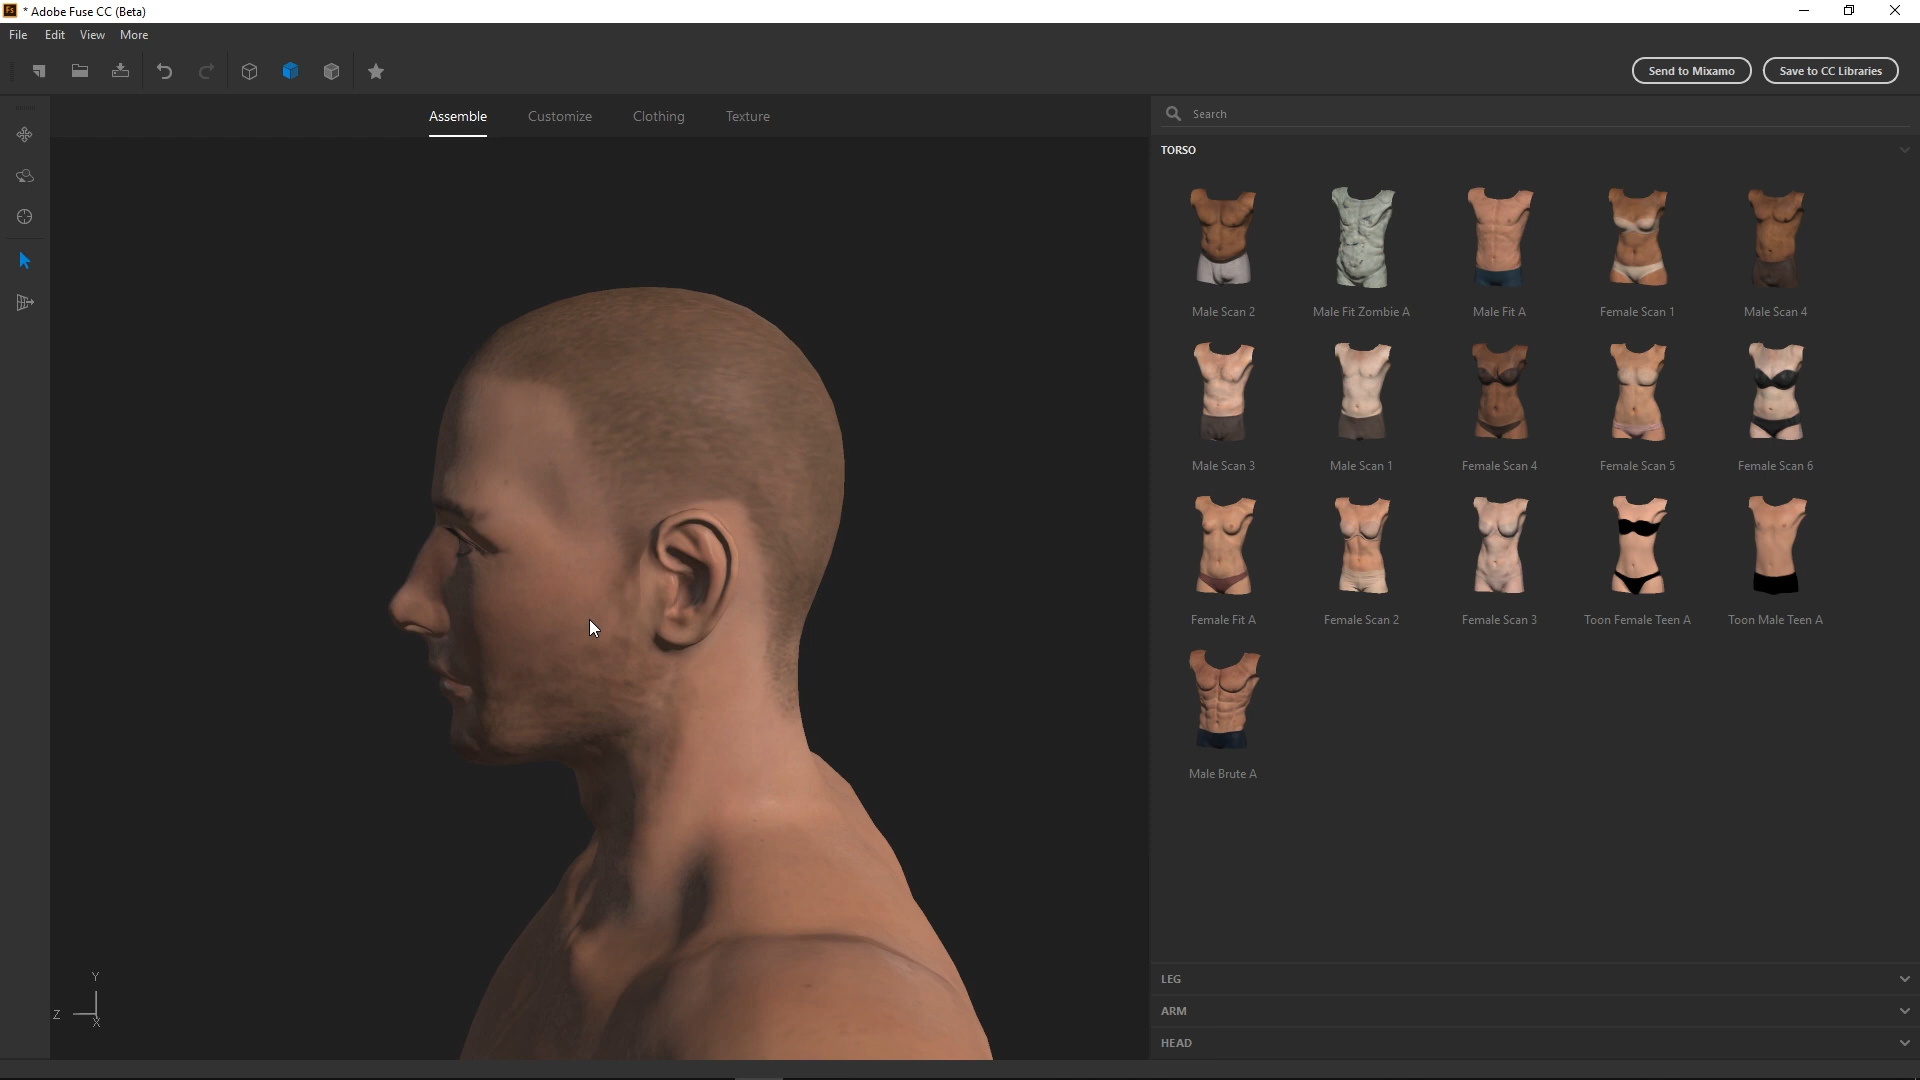 Fs * Adobe Fuse CC (Beta)
File Edit View More
Send to Mixamo Save to CC Libraries
Assemble Customize Clothing Texture
Search
TORSO
Male Scan 2 Male Fit Zombie A Male Fit A Female Scan 1 Male Scan 4
Male Scan 3 Male Scan 1 Female Scan 4 Female Scan 5 Female Scan 6
Female Fit A Female Scan 2 Female Scan 3 Toon Female Teen A Toon Male Teen A
Male Brute A
Y
Z
X
LEG
ARM
HEAD